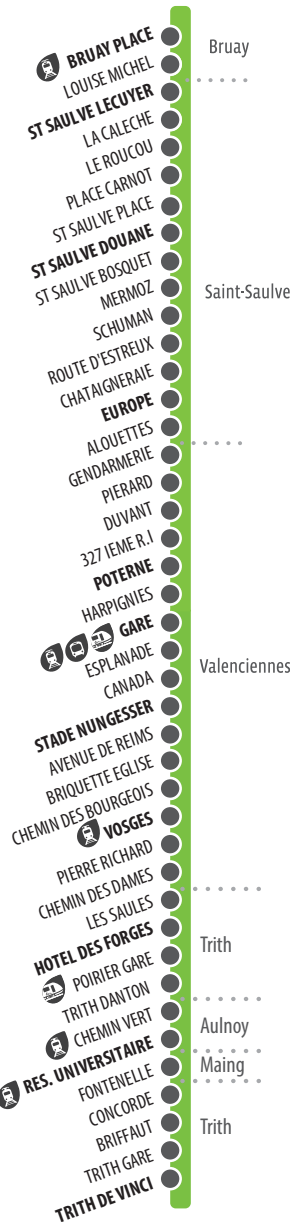 BRUAY PLACE
LOUISE MICHEL
Bruay
ST SAULVE LECUYER
LA CALECHE
LE ROUCOU
PLACE CARNOT
ST SAULVE PLACE
ST SAULVE DOUANE
ST SAULVE BOSQUET
MERMOZ
Saint-Saulve
SCHUMAN
ROUTE D'ESTREUX
CHATAIGNERAIE
EUROPE
ALOUETTES
GENDARMERIE
PIERARD
DUVANT
327 IEME R.I
POTERNE
HARPIGNIES
GARE
ESPLANADE
Valenciennes
CANADA
STADE NUNGESSER
AVENUE DE REIMS
BRIQUETTE EGLISE
CHEMIN DES BOURGEOIS
VOSGES
PIERRE RICHARD
CHEMIN DES DAMES
LES SAULES
HOTEL DES FORGES
Trith
POIRIER GARE
TRITH DANTON
CHEMIN VERT
Aulnoy
RES. UNIVERSITAIRE
FONTENELLE
Maing
CONCORDE
BRIFFAUT
Trith
TRITH GARE
TRITH DE VINCI